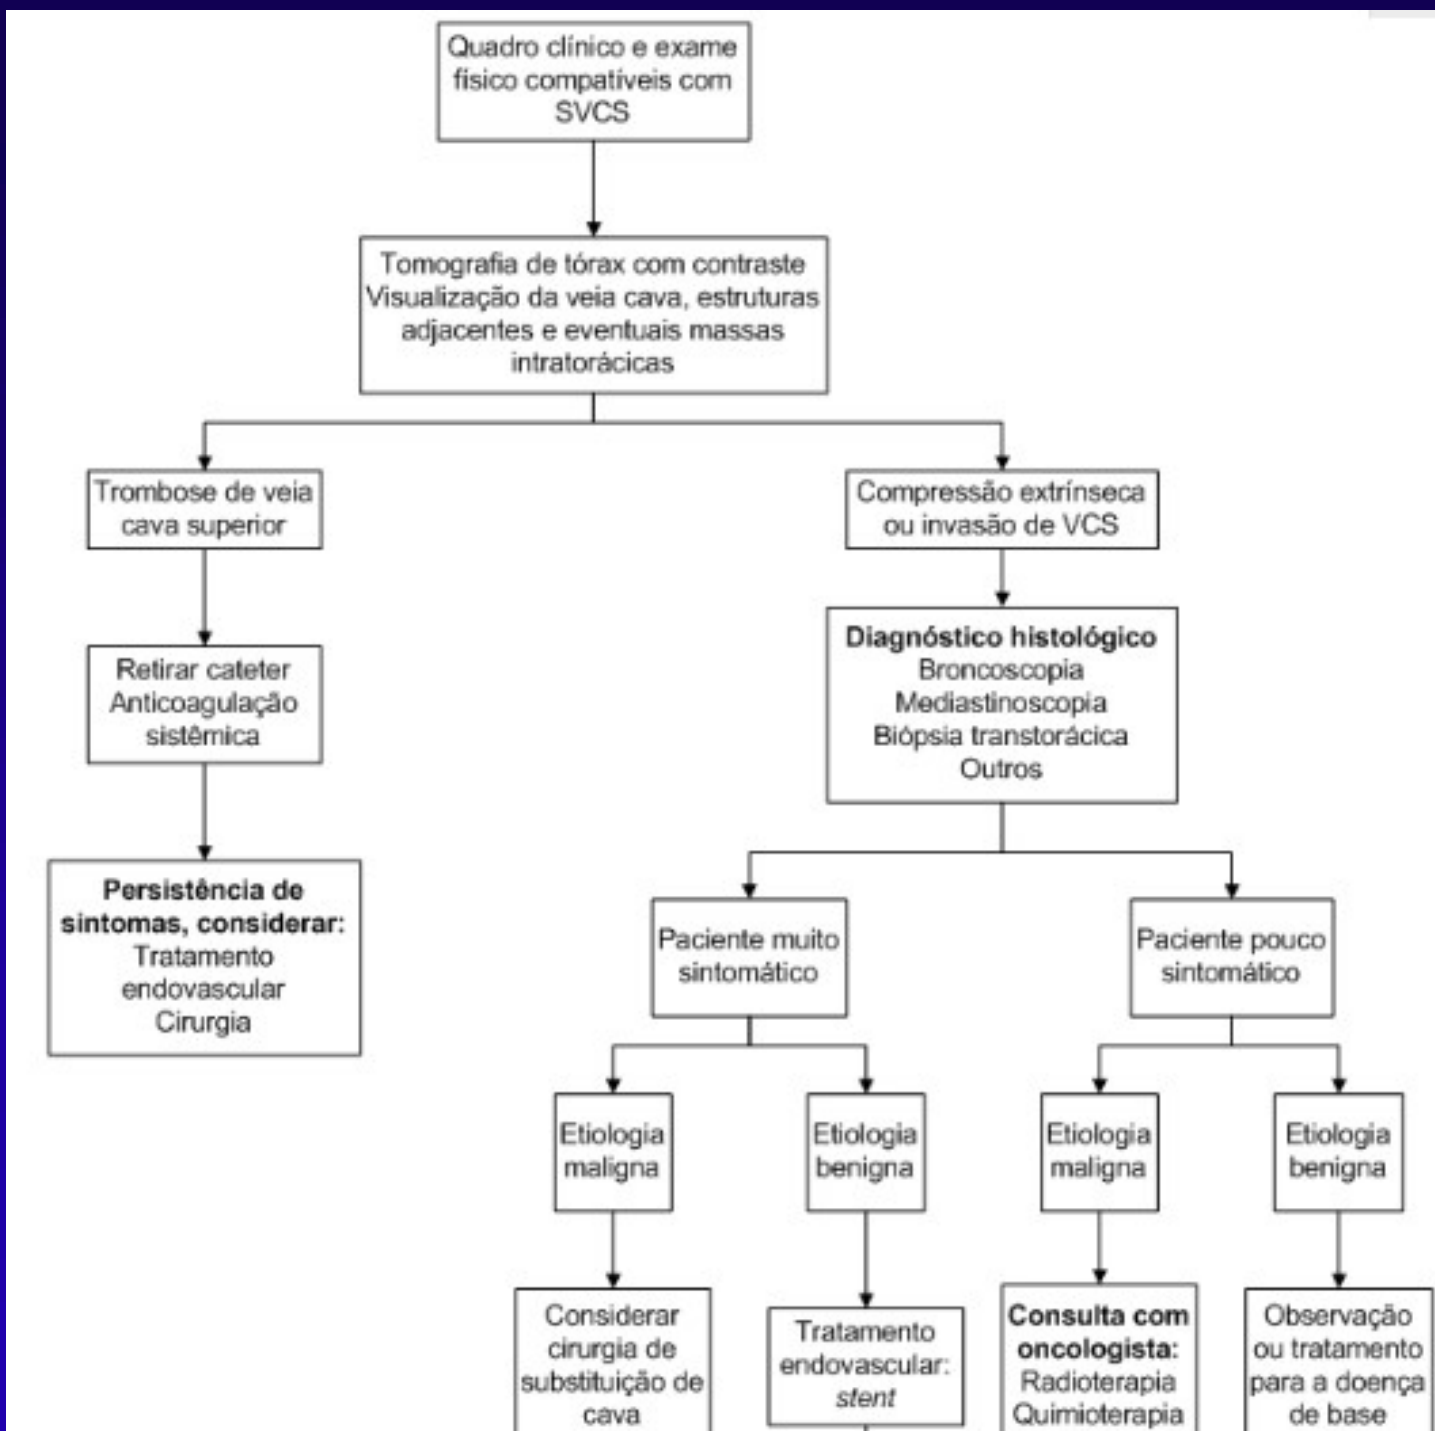 Quadro clínico e exame
físico compatíveis com
SVCS
Tomografia de tórax com contraste
Visualização da veia cava, estruturas
adjacentes e eventuais massas
intratorácicas
Trombose de veia
cava superior
Compressão extrínseca
ou invasão de VCS
Retirar cateter
Anticoagulação
sistêmica
Diagnóstico histológico
Broncoscopia
Mediastinoscopia
Biópsia transtorácica
Outros
Persistência de
sintomas, considerar:
Tratamento
endovascular
Cirurgia
Paciente muito
sintomático
Paciente pouco
sintomático
Etiologia
maligna
Etiologia
benigna
Etiologia
maligna
Etiologia
benigna
Considerar
cirurgia de
substituição de
cava
Tratamento
endovascular:
stent
Consulta com
oncologista:
Radioterapia
Quimioterapia
Observação
ou tratamento
para a doença
de base